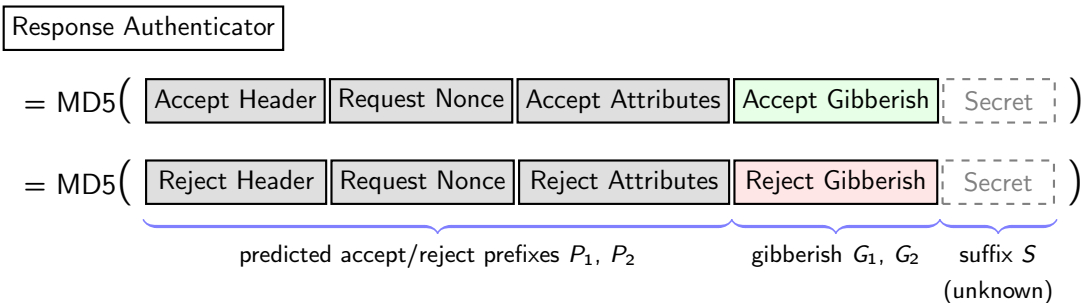 Response Authenticator
= MD5( Accept Header Request Nonce Accept Attributes Accept Gibberish Secret )
= MD5( Reject Header Request Nonce Reject Attributes Reject Gibberish Secret )
predicted accept/reject prefixes P₁, P₂ gibberish G₁, G₂ suffix S
(unknown)